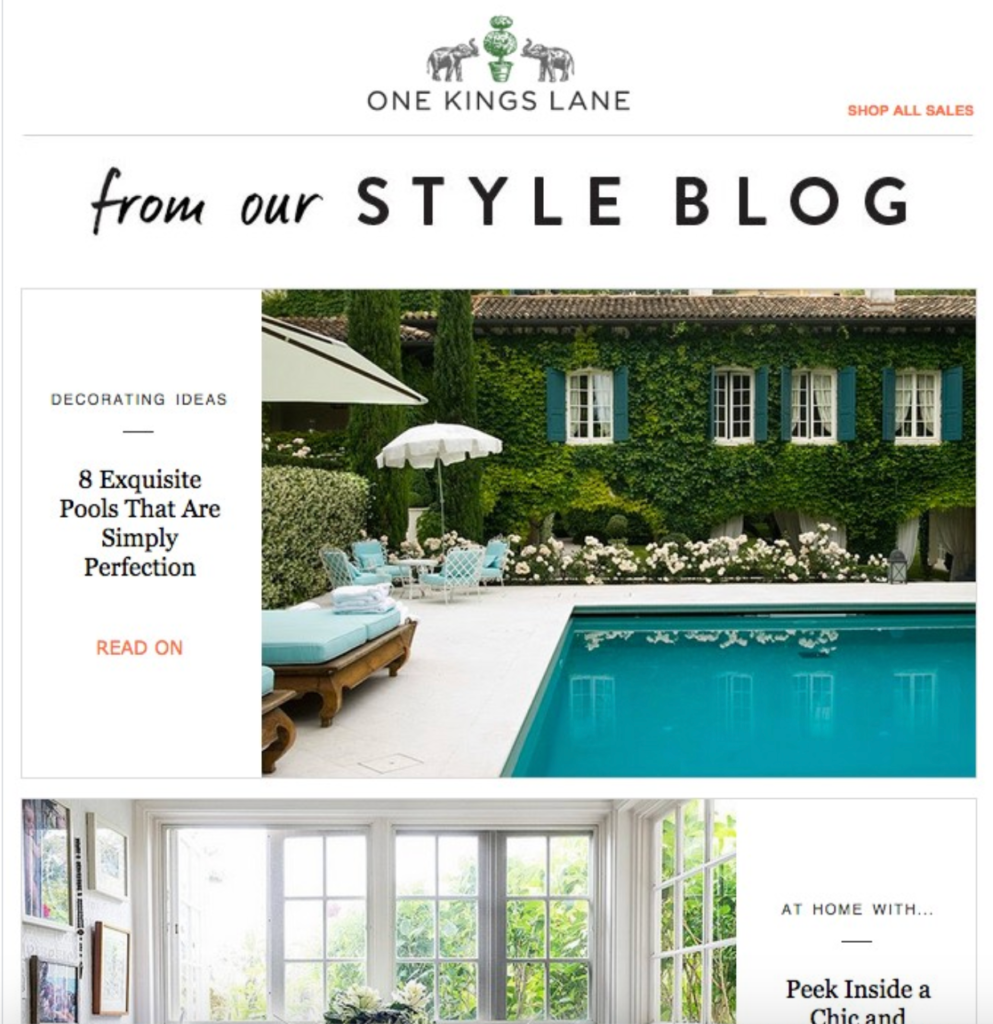 ONE KINGS LANE
SHOP ALL SALES
from our STYLE BLOG
DECORATING IDEAS
8 Exquisite
Pools That Are
Simply
Perfection
READ ON
AT HOME WITH...
Peek Inside a
Chic and